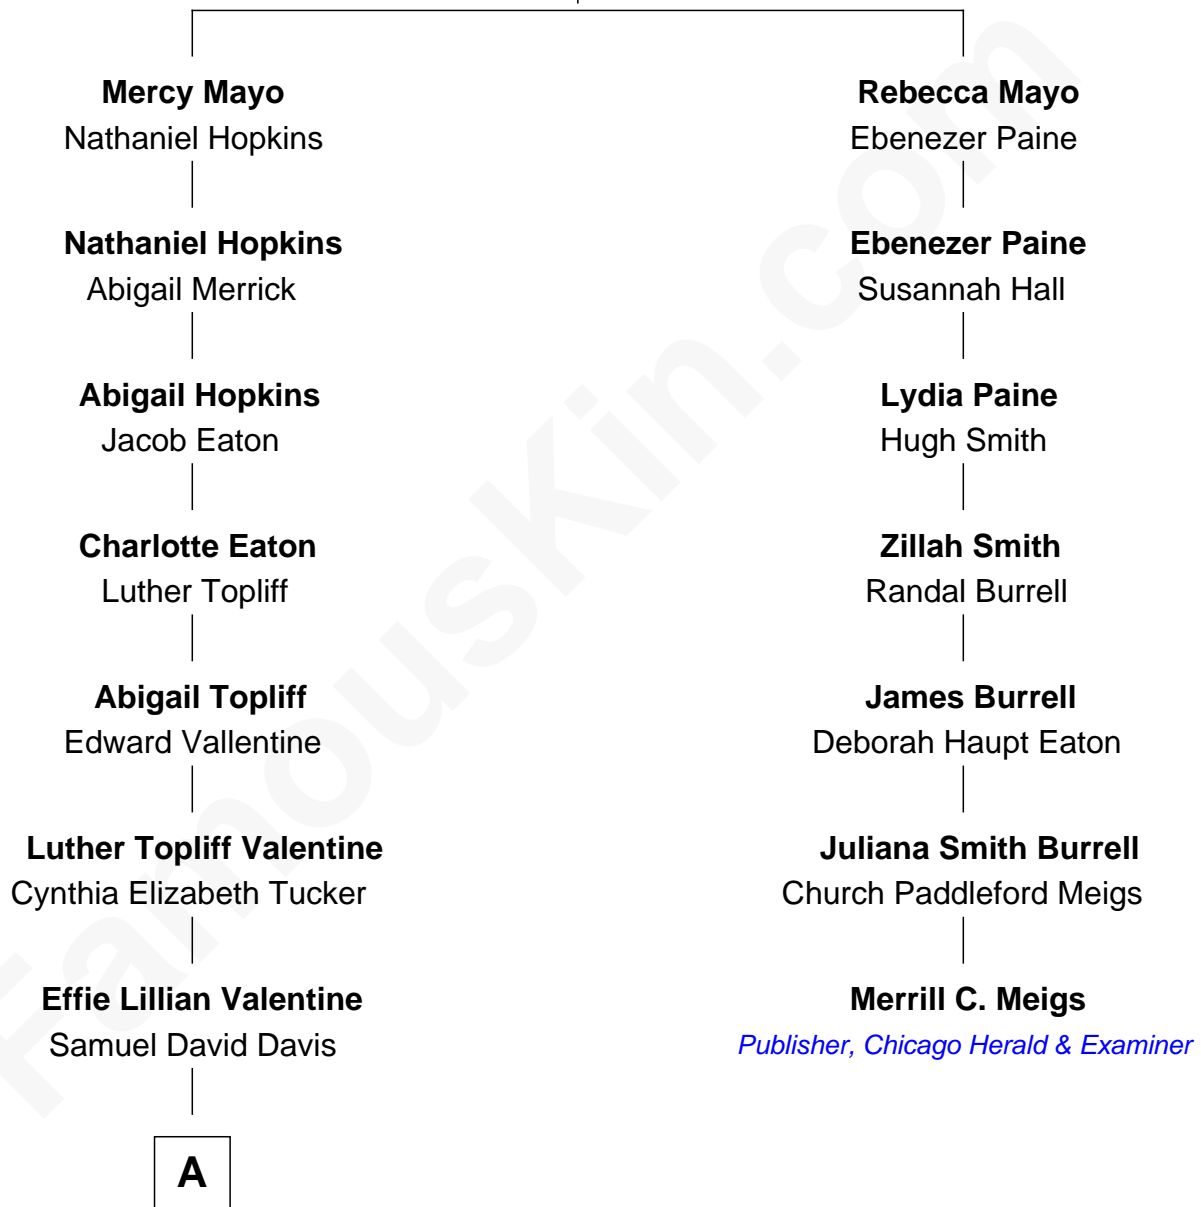 Mercy Mayo
Nathaniel Hopkins
Rebecca Mayo
Ebenezer Paine
Nathaniel Hopkins
Abigail Merrick
Ebenezer Paine
Susannah Hall
Abigail Hopkins
Jacob Eaton
Lydia Paine
Hugh Smith
Charlotte Eaton
Luther Topliff
Zillah Smith
Randal Burrell
Abigail Topliff
Edward Vallentine
James Burrell
Deborah Haupt Eaton
Luther Topliff Valentine
Cynthia Elizabeth Tucker
Juliana Smith Burrell
Church Paddleford Meigs
Effie Lillian Valentine
Samuel David Davis
Merrill C. Meigs
Publisher, Chicago Herald & Examiner
A
FamousKin.com